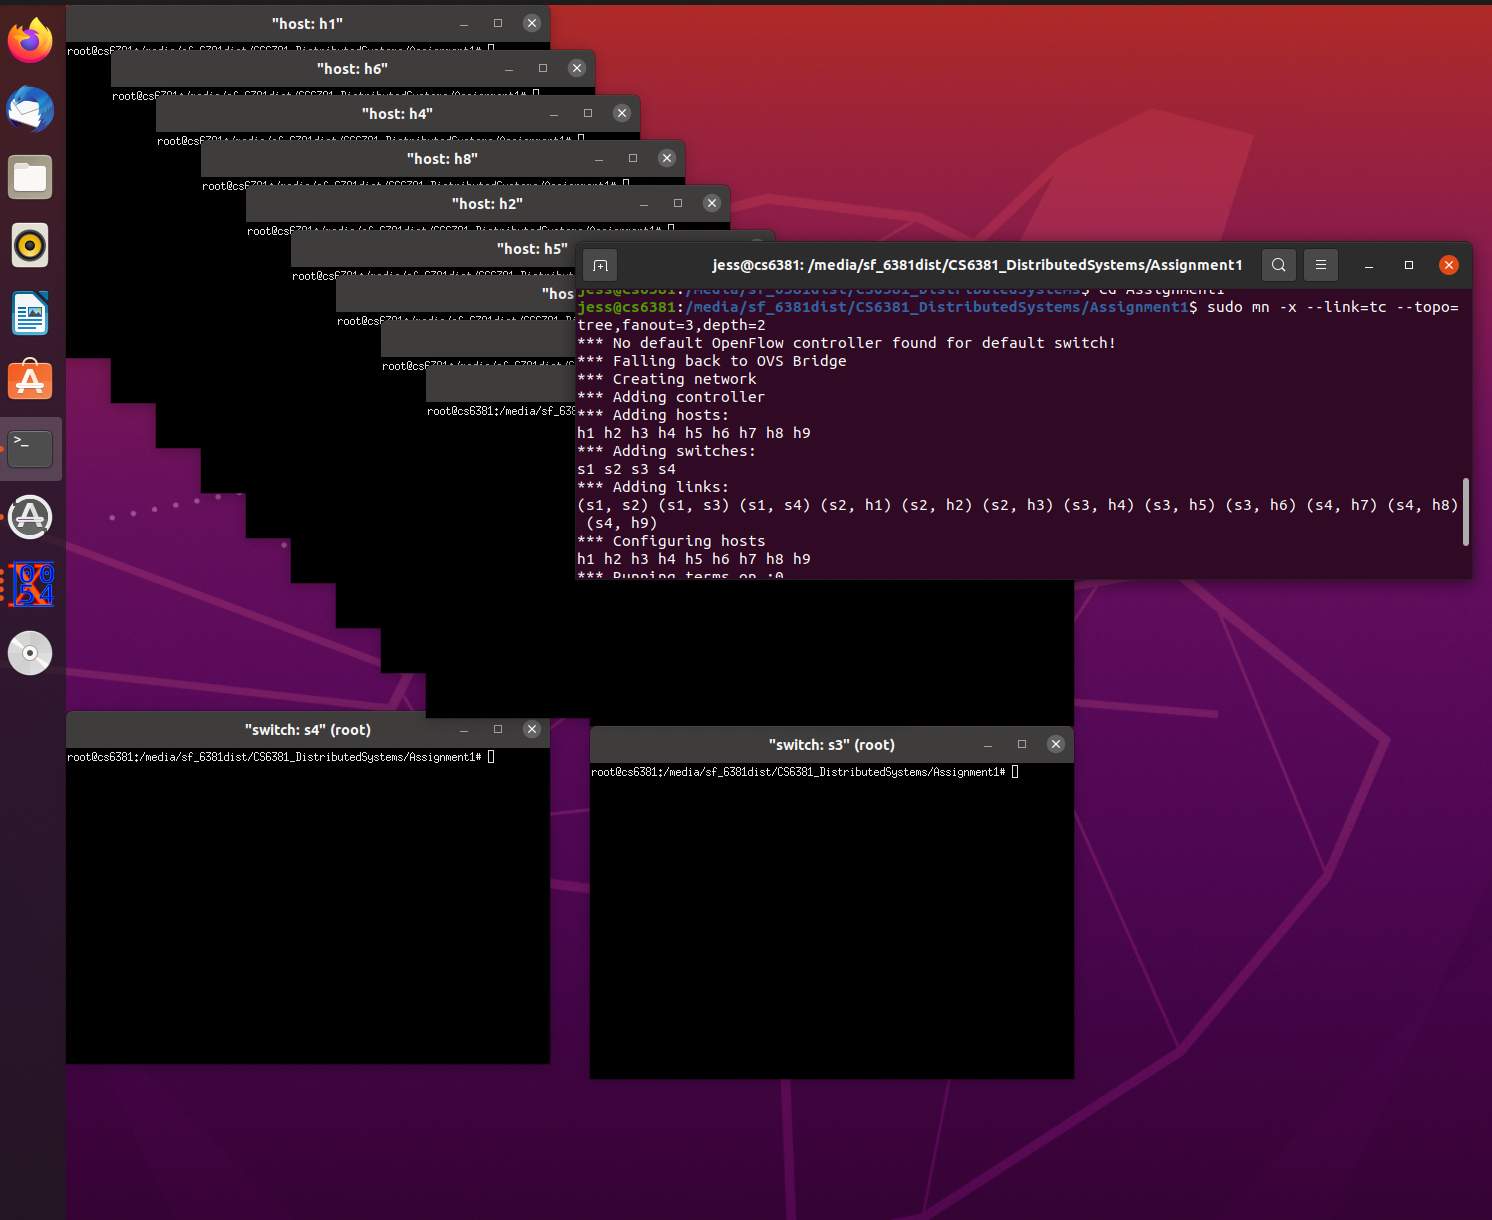 "host: h1"
root@cs6381:/media/sf_6381dist/CS6381_DistributedSystems/Assignment1#
"host: h6"
root@cs6381:/media/sf_6381dist/CS6381_DistributedSystems/Assignment1#
"host: h4"
root@cs6381:/media/sf_6381dist/CS6381_DistributedSystems/Assignment1#
"host: h8"
root@cs6381:/media/sf_6381dist/CS6381_DistributedSystems/Assignment1#
"host: h2"
root@cs6381:/media/sf_6381dist/CS6381_DistributedSystems/Assignment1#
"host: h5"
root@cs6381:/media/sf_6381dist/
"hos
root@cs6381:/media/sf_6381dist/
root@cs6381:/media/sf_6381dist/
root@cs6381:/media/sf_638
jess@cs6381: /media/sf_6381dist/CS6381_DistributedSystems/Assignment1
jess@cs6381:/media/sf_6381dist/CS6381_DistributedSystems$ cd Assignment1
jess@cs6381:/media/sf_6381dist/CS6381_DistributedSystems/Assignment1$ sudo mn -x --link=tc --topo=
tree,fanout=3,depth=2
*** No default OpenFlow controller found for default switch!
*** Falling back to OVS Bridge
*** Creating network
*** Adding controller
*** Adding hosts:
h1 h2 h3 h4 h5 h6 h7 h8 h9
*** Adding switches:
s1 s2 s3 s4
*** Adding links:
(s1, s2) (s1, s3) (s1, s4) (s2, h1) (s2, h2) (s2, h3) (s3, h4) (s3, h5) (s3, h6) (s4, h7) (s4, h8)
(s4, h9)
*** Configuring hosts
h1 h2 h3 h4 h5 h6 h7 h8 h9
*** Running terms on :0
"switch: s4" (root)
root@cs6381:/media/sf_6381dist/CS6381_DistributedSystems/Assignment1#
"switch: s3" (root)
root@cs6381:/media/sf_6381dist/CS6381_DistributedSystems/Assignment1#